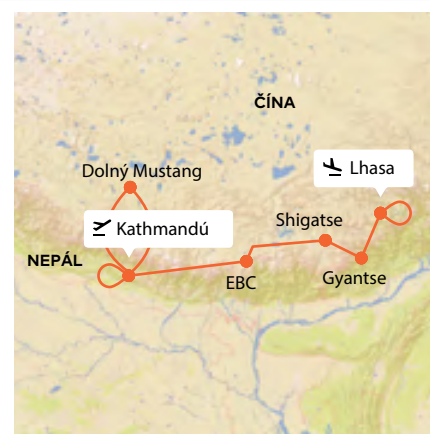 ČÍNA
Lhasa
Dolný Mustang
Kathmandú
Shigatse
NEPÁL
EBC
Gyantse